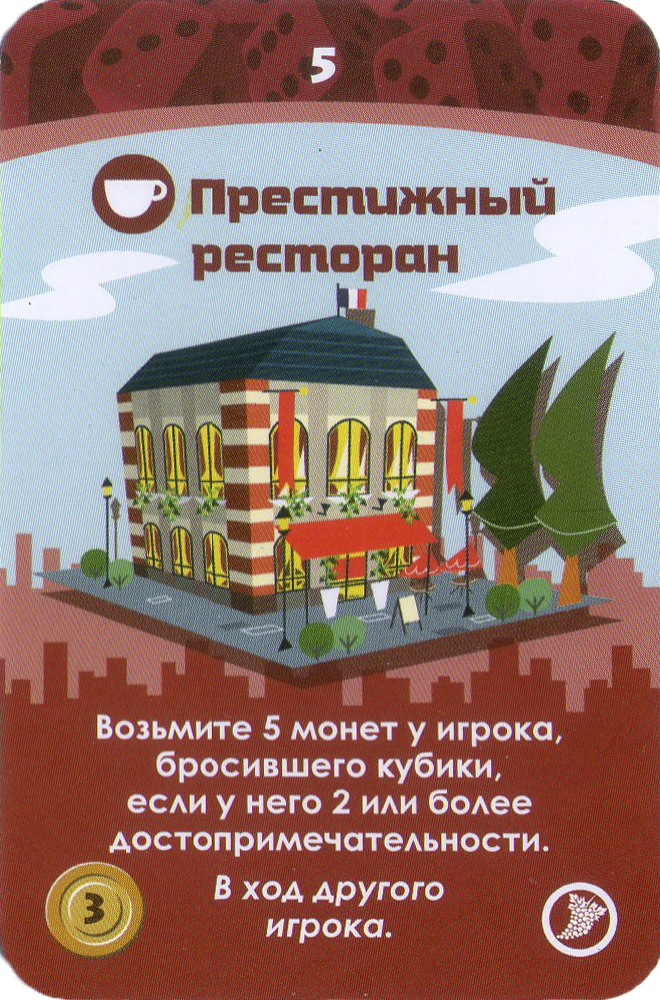 5
Престижный
ресторан
Возьмите 5 монет у игрока,
бросившего кубики,
если у него 2 или более
достопримечательности.
В ход другого
игрока.
3